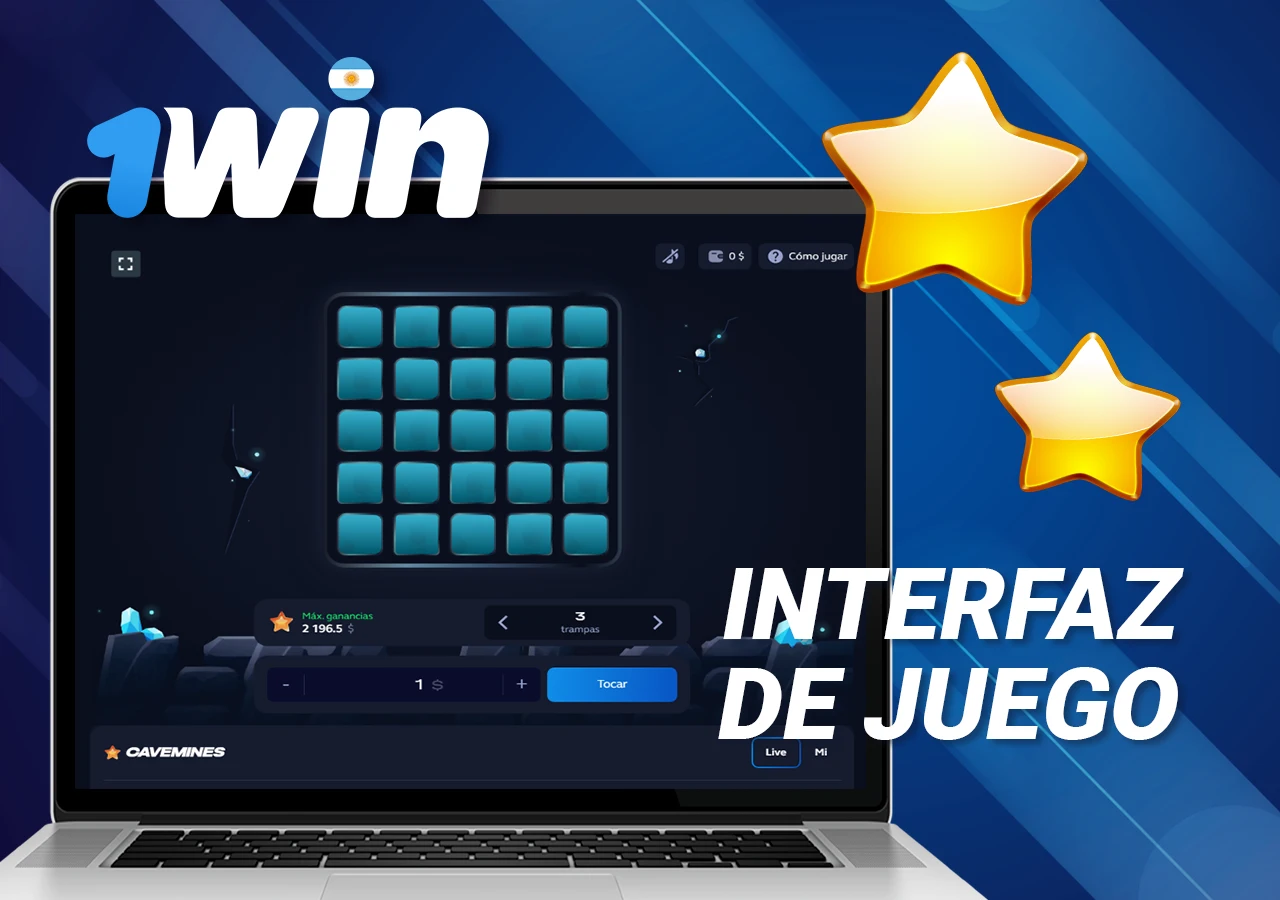 1win
0 $
Cómo jugar
Máx. ganancias
2 196.5 $
3
trampas
- 1 $ +
Tocar
INTERFAZ
DE JUEGO
CAVEMINES
Live
Mi